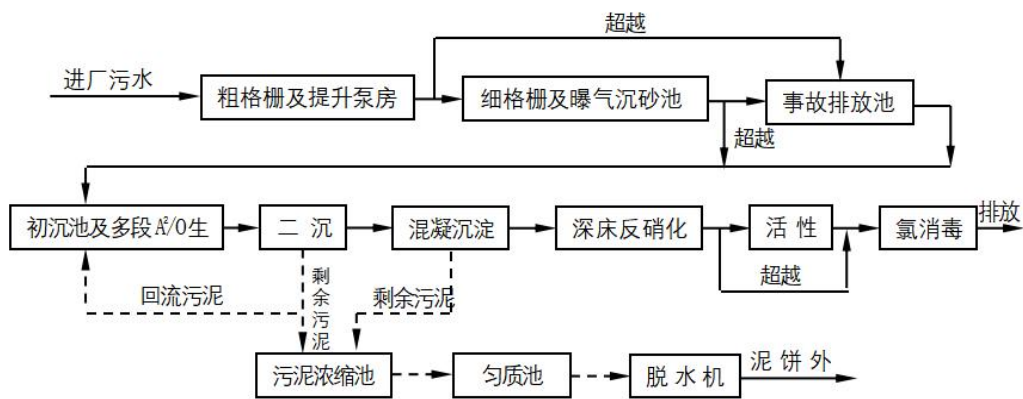 超越
进厂污水
粗格栅及提升泵房
细格栅及曝气沉砂池
事故排放池
超越
初沉池及多段A²/O生
二 沉
混凝沉淀
深床反硝化
活 性
氯消毒
排放
超越
回流污泥
剩余污泥
剩余污泥
污泥浓缩池
匀质池
脱水机
泥饼外